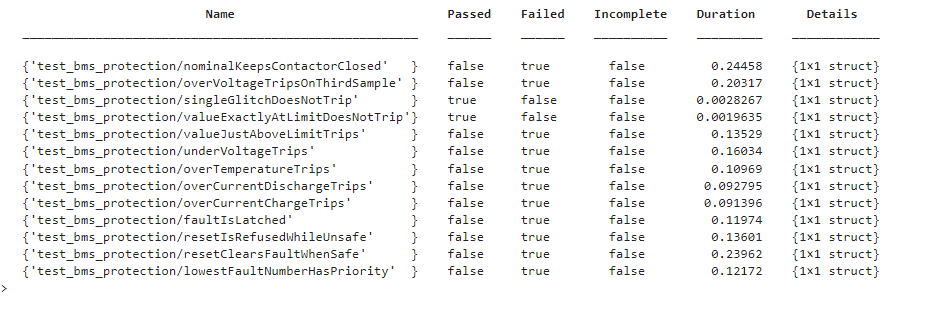 Name Passed Failed Incomplete Duration Details
{'test_bms_protection/nominalKeepsContactorClosed' } false true false 0.24458 {1×1 struct}
{'test_bms_protection/overVoltageTripsOnThirdSample' } false true false 0.20317 {1×1 struct}
{'test_bms_protection/singleGlitchDoesNotTrip' } true false false 0.0028267 {1×1 struct}
{'test_bms_protection/valueExactlyAtLimitDoesNotTrip'} true false false 0.0019635 {1×1 struct}
{'test_bms_protection/valueJustAboveLimitTrips' } false true false 0.13529 {1×1 struct}
{'test_bms_protection/underVoltageTrips' } false true false 0.16034 {1×1 struct}
{'test_bms_protection/overTemperatureTrips' } false true false 0.10969 {1×1 struct}
{'test_bms_protection/overCurrentDischargeTrips' } false true false 0.092795 {1×1 struct}
{'test_bms_protection/overCurrentChargeTrips' } false true false 0.091396 {1×1 struct}
{'test_bms_protection/faultIsLatched' } false true false 0.11974 {1×1 struct}
{'test_bms_protection/resetIsRefusedWhileUnsafe' } false true false 0.13601 {1×1 struct}
{'test_bms_protection/resetClearsFaultWhenSafe' } false true false 0.23962 {1×1 struct}
{'test_bms_protection/lowestFaultNumberHasPriority' } false true false 0.12172 {1×1 struct}
>